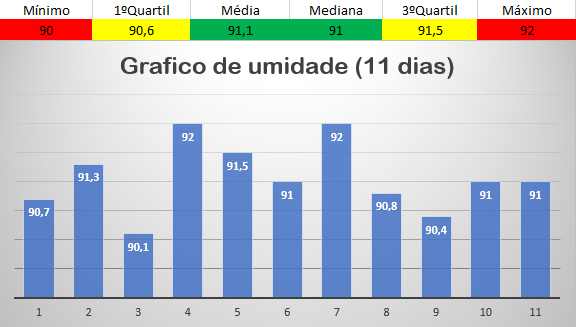 Mínimo 1ºQuartil Média Mediana 3ºQuartil Máximo
90 90,6 91,1 91 91,5 92
Grafico de umidade (11 dias)
90,7 91,3 90,1 92 91,5 91 92 90,8 90,4 91 91
1 2 3 4 5 6 7 8 9 10 11